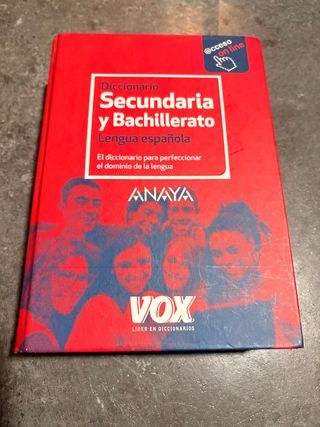 @cceso
on line
Diccionario
Secundaria
y Bachillerato
Lengua española
El diccionario para perfeccionar
el dominio de la lengua
ANAYA
VOX
LÍDER EN DICCIONARIOS